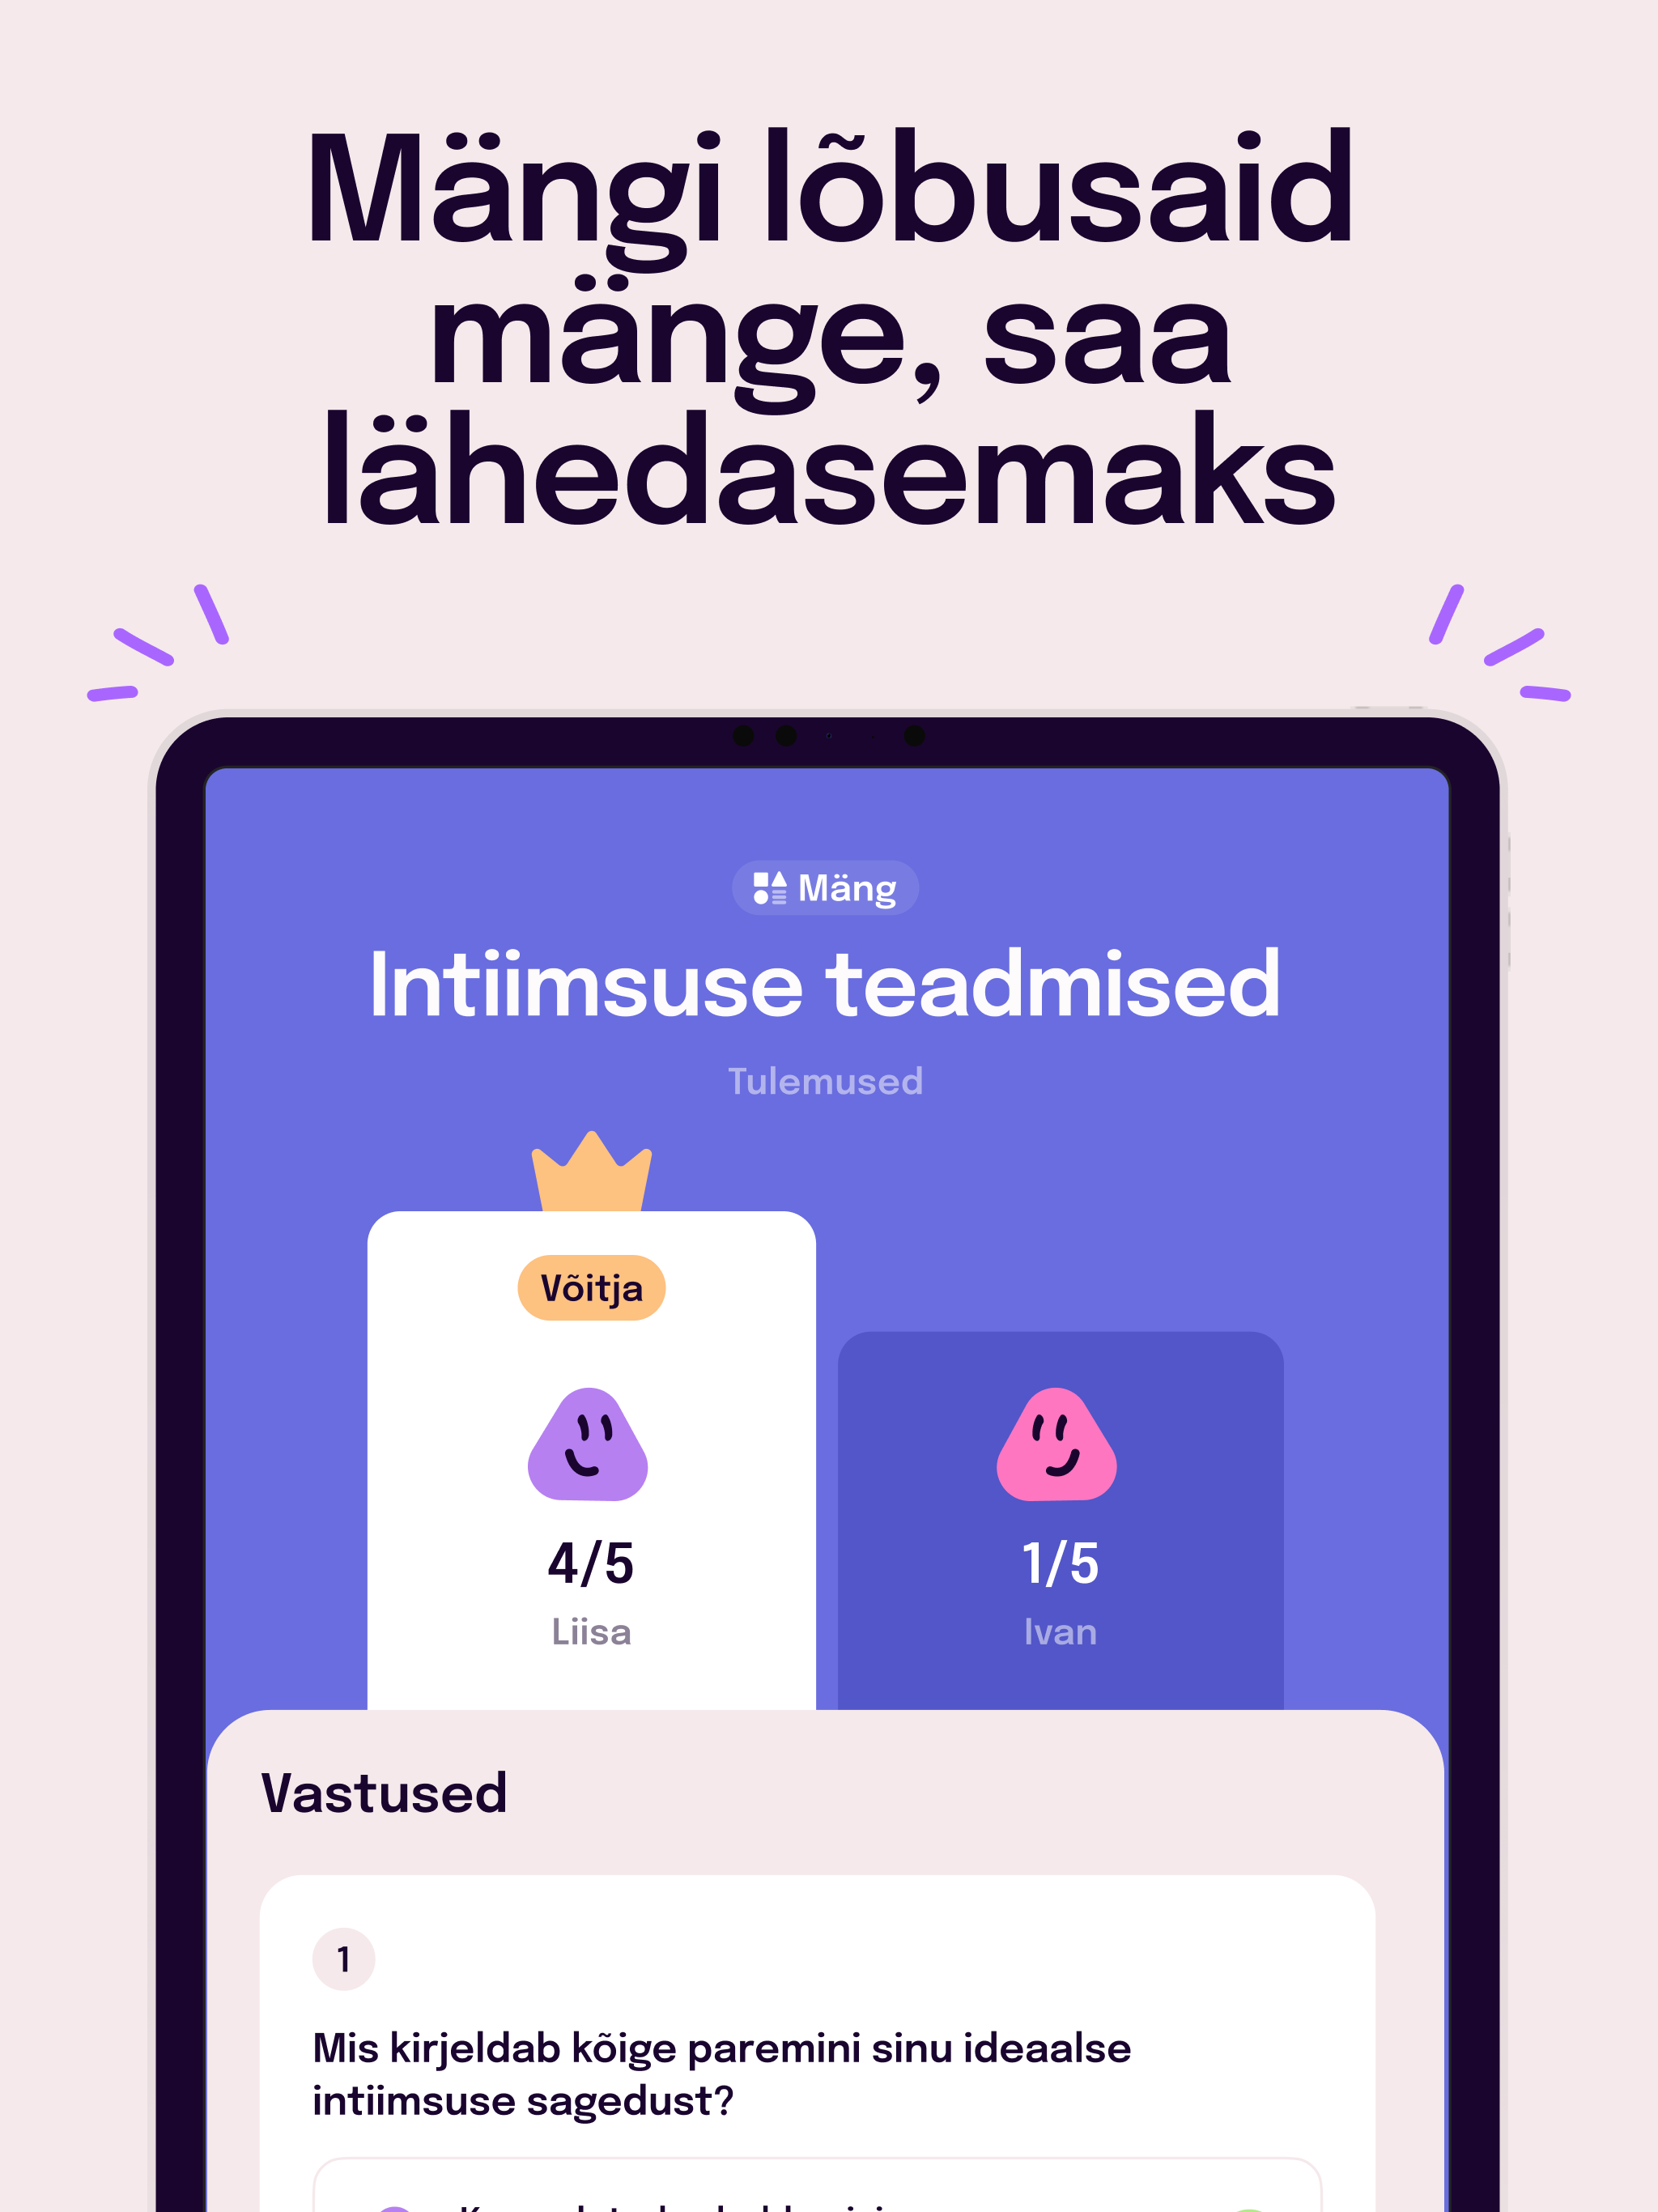 Mängi lõbusaid
mänge, saa
lähedasemaks
Mäng
Intiimsuse teadmised
Tulemused
Võitja
4/5
Liisa
1/5
Ivan
Vastused
1
Mis kirjeldab kõige paremini sinu ideaalse
intiimsuse sagedust?